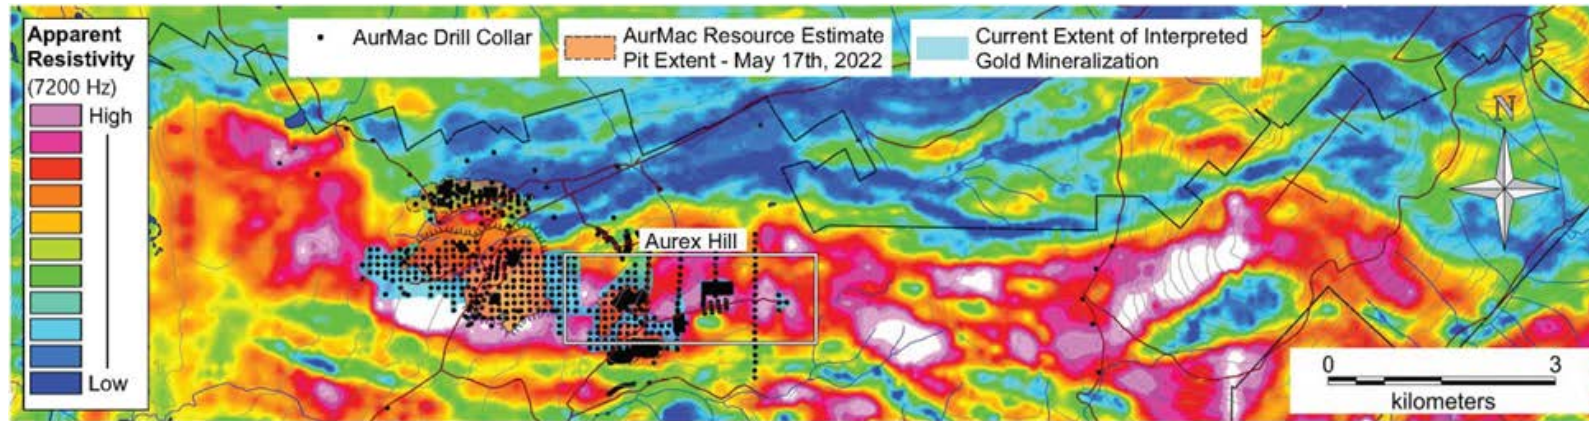 Apparent
Resistivity
(7200 Hz)
High
Low
AurMac Drill Collar
AurMac Resource Estimate
Pit Extent - May 17th, 2022
Current Extent of Interpreted
Gold Mineralization
N
Aurex Hill
0 3
kilometers